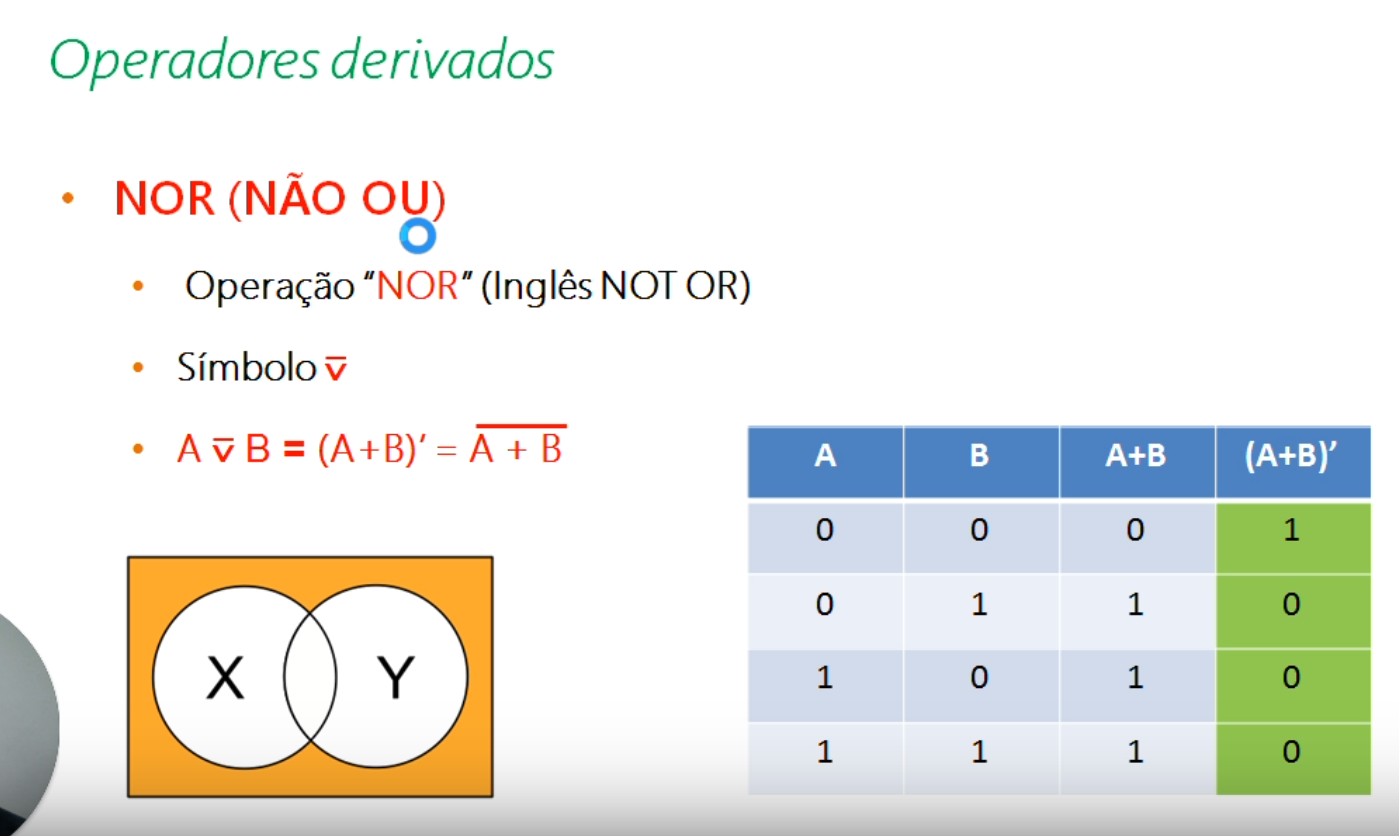 Operadores derivados
• NOR (NÃO OU)
• Operação “NOR” (Inglês NOT OR)
• Símbolo v̅
• A v̅ B = (A+B)’ = A̅ ̅+̅ ̅B̅
X Y
A B A+B (A+B)’
0 0 0 1
0 1 1 0
1 0 1 0
1 1 1 0